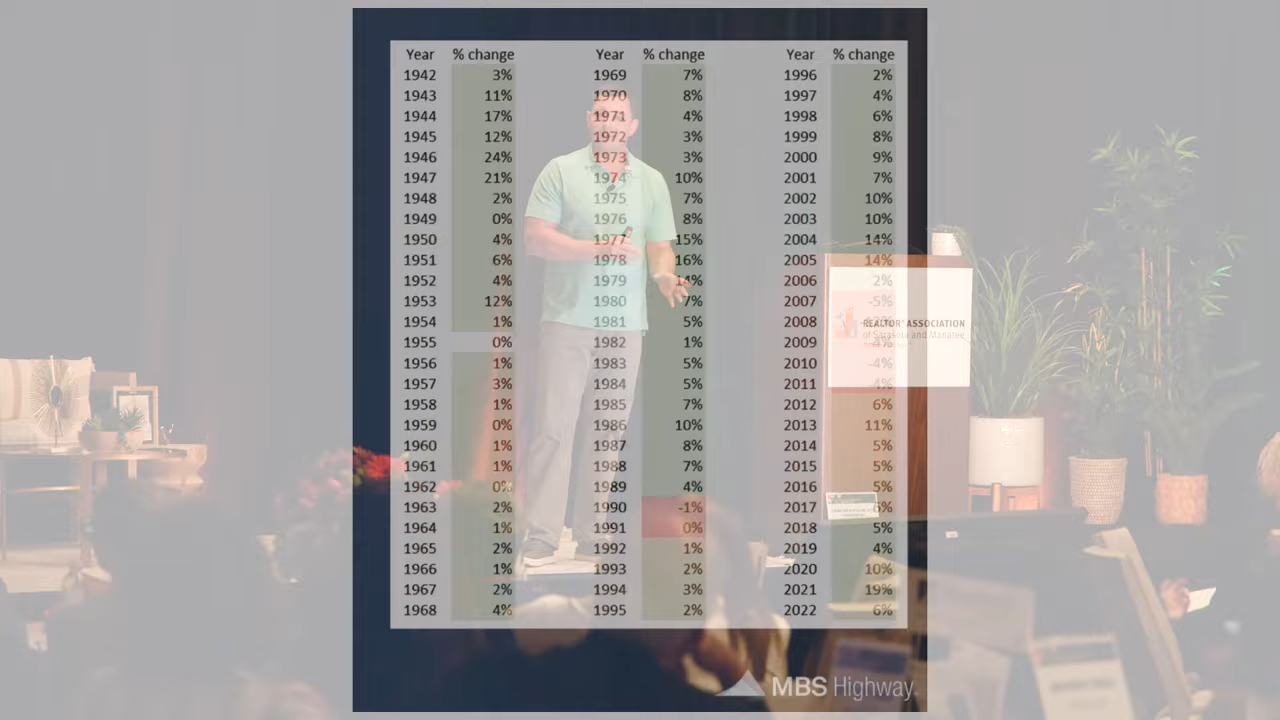 Year % change Year % change Year % change
1942 3% 1969 7% 1996 2%
1943 11% 1970 8% 1997 4%
1944 17% 1971 4% 1998 6%
1945 12% 1972 3% 1999 8%
1946 24% 1973 3% 2000 9%
1947 21% 1974 10% 2001 7%
1948 2% 1975 7% 2002 10%
1949 0% 1976 8% 2003 10%
1950 4% 1977 15% 2004 14%
1951 6% 1978 16% 2005 14%
1952 4% 1979 14% 2006 2%
1953 12% 1980 7% 2007 -5%
1954 1% 1981 5% 2008
1955 0% 1982 1% 2009 -4%
1956 1% 1983 5% 2010 -4%
1957 3% 1984 5% 2011 -4%
1958 1% 1985 7% 2012 6%
1959 0% 1986 10% 2013 11%
1960 1% 1987 8% 2014 5%
1961 1% 1988 7% 2015 5%
1962 0% 1989 4% 2016 5%
1963 2% 1990 -1% 2017 6%
1964 1% 1991 0% 2018 5%
1965 2% 1992 1% 2019 4%
1966 1% 1993 2% 2020 10%
1967 2% 1994 3% 2021 19%
1968 4% 1995 2% 2022 6%
REALTOR® ASSOCIATION
of Sarasota and Manatee
MBS Highway